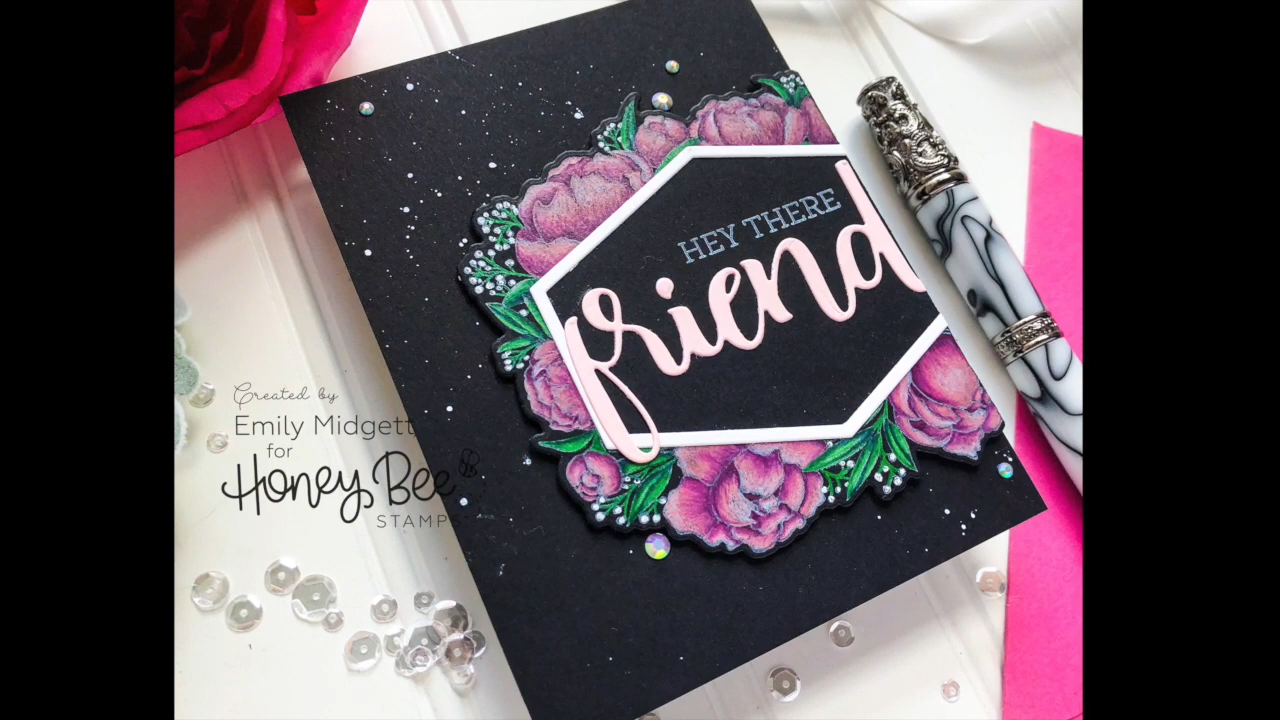 HEY THERE
friend
Created by
Emily Midgett
for
Honey Bee
STAMPS